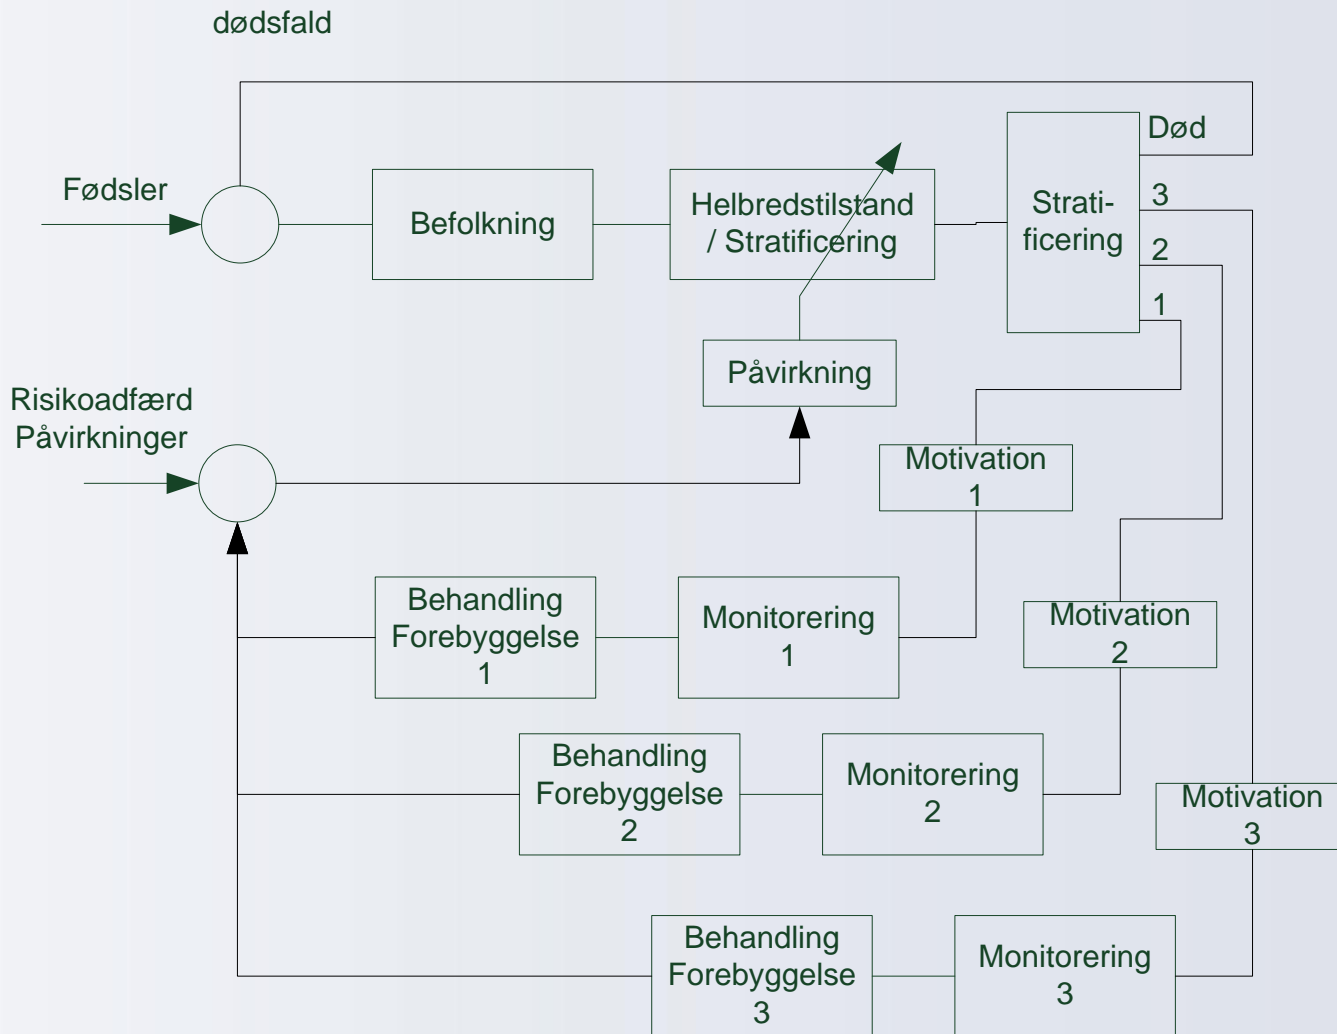 dødsfald
Død
Fødsler
Befolkning
Helbredstilstand
/ Stratificering
Strati-
ficering
3
2
1
Påvirkning
Risikoadfærd
Påvirkninger
Motivation
1
Behandling
Forebyggelse
1
Monitorering
1
Motivation
2
Behandling
Forebyggelse
2
Monitorering
2
Motivation
3
Behandling
Forebyggelse
3
Monitorering
3